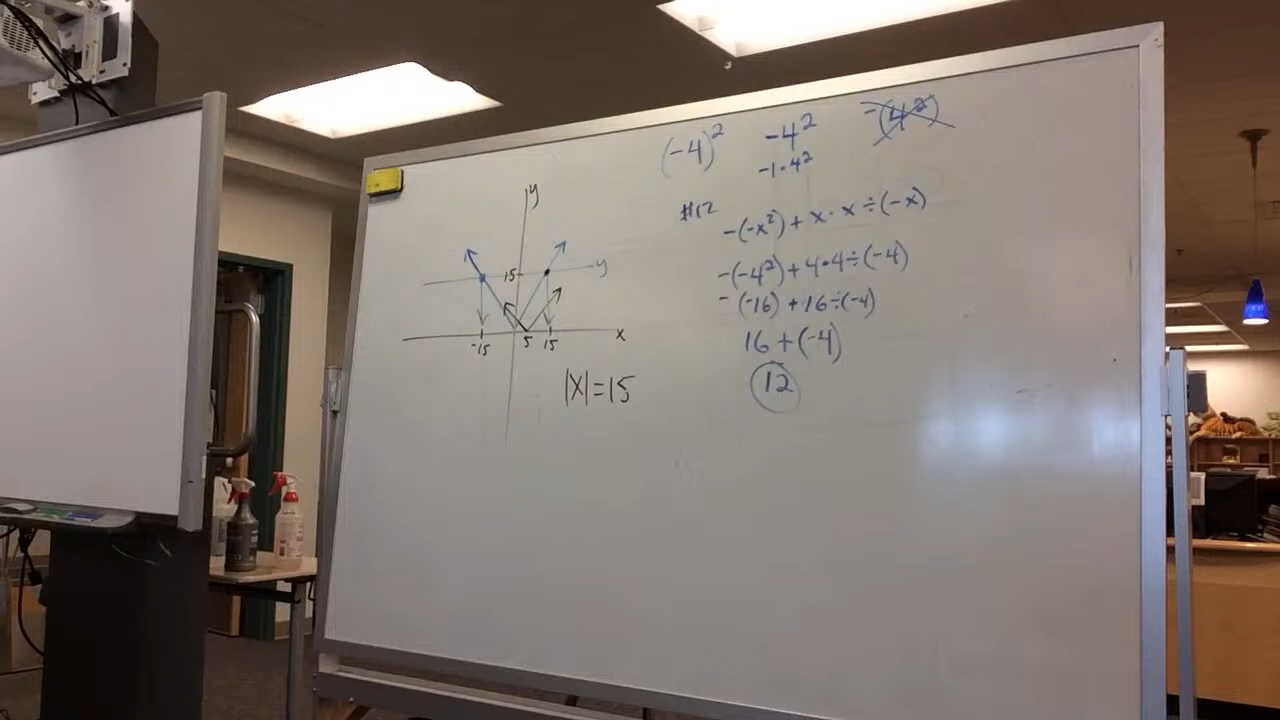 (-4)² -4² -(4²)
-1·4²
#12 -(-x²) + x·x ÷ (-x)
-(-4²) + 4·4 ÷ (-4)
-(-16) + 16 ÷ (-4)
16 + (-4)
12
y
15 y
-15 5 15 x
|X| = 15